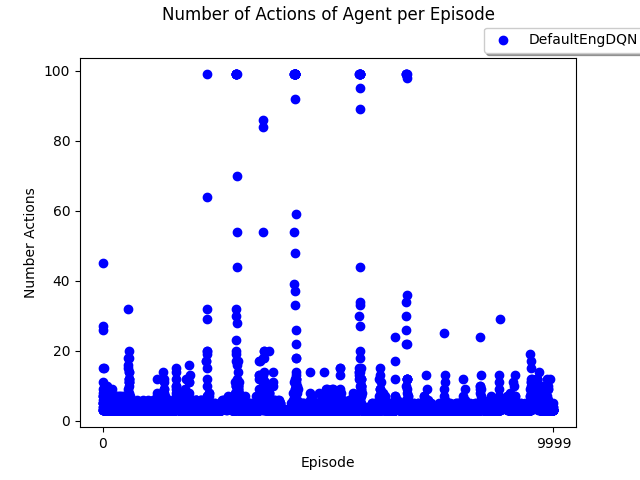 Number of Actions of Agent per Episode
DefaultEngDQN
100
80
60
40
20
0
Number Actions
0 9999
Episode